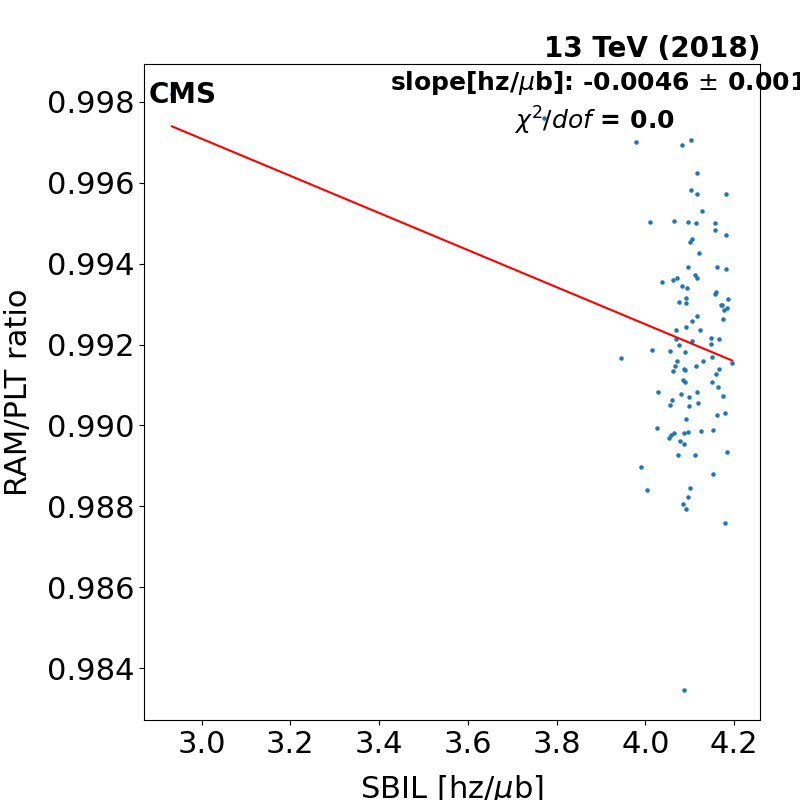 13 TeV (2018)
CMS
slope[hz/μb]: -0.0046 ± 0.001
χ²/dof = 0.0
RAM/PLT ratio
0.998
0.996
0.994
0.992
0.990
0.988
0.986
0.984
3.0 3.2 3.4 3.6 3.8 4.0 4.2
SBIL [hz/μb]